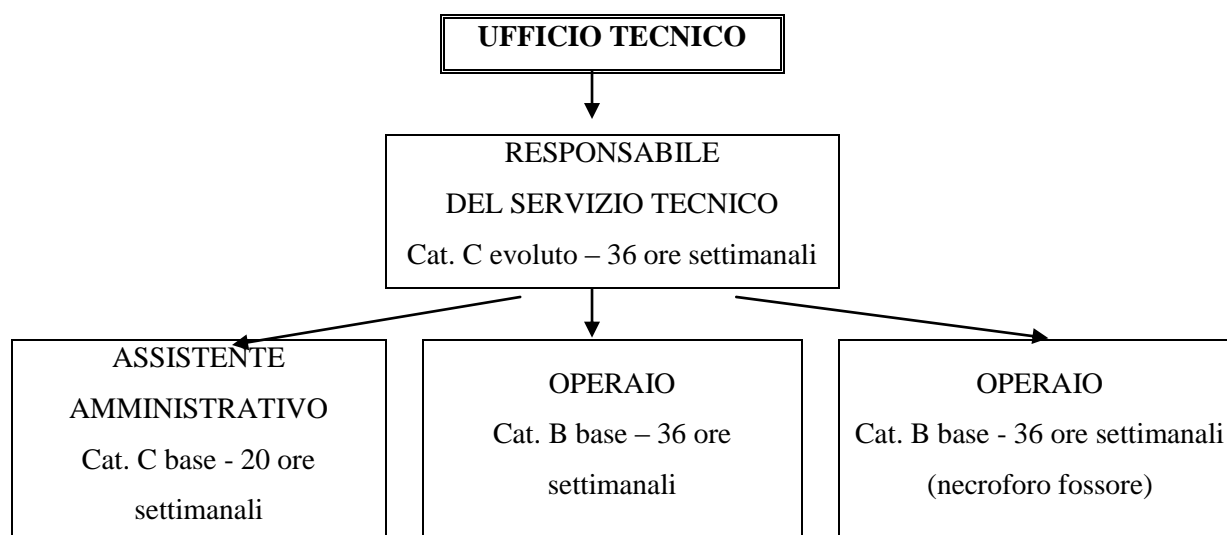 UFFICIO TECNICO
RESPONSABILE
DEL SERVIZIO TECNICO
Cat. C evoluto – 36 ore settimanali
ASSISTENTE
AMMINISTRATIVO
Cat. C base - 20 ore
settimanali
OPERAIO
Cat. B base – 36 ore
settimanali
OPERAIO
Cat. B base - 36 ore settimanali
(necroforo fossore)